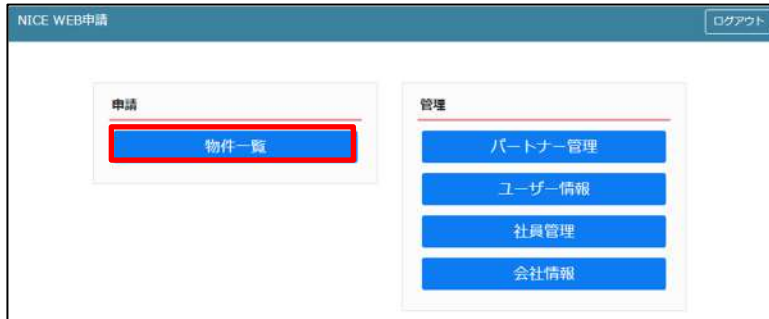 NICE WEB申請
ログアウト
申請
物件一覧
管理
パートナー管理
ユーザー情報
社員管理
会社情報